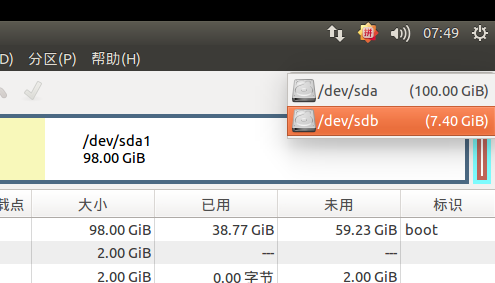 拼 07:49
D) 分区(P) 帮助(H)
/dev/sda (100.00 GiB)
/dev/sdb (7.40 GiB)
/dev/sda1
98.00 GiB
载点 大小 已用 未用 标识
98.00 GiB 38.77 GiB 59.23 GiB boot
2.00 GiB --- ---
2.00 GiB 0.00 字节 2.00 GiB